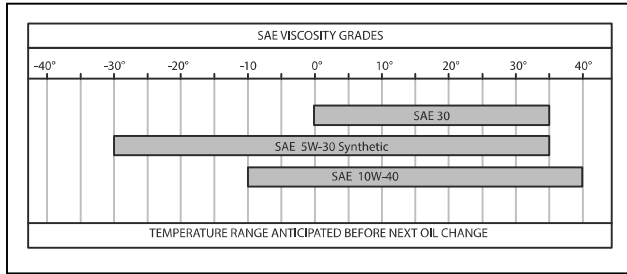 SAE VISCOSITY GRADES
-40° -30° -20° -10 0° 10° 20° 30° 40°
SAE 30
SAE 5W-30 Synthetic
SAE 10W-40
TEMPERATURE RANGE ANTICIPATED BEFORE NEXT OIL CHANGE